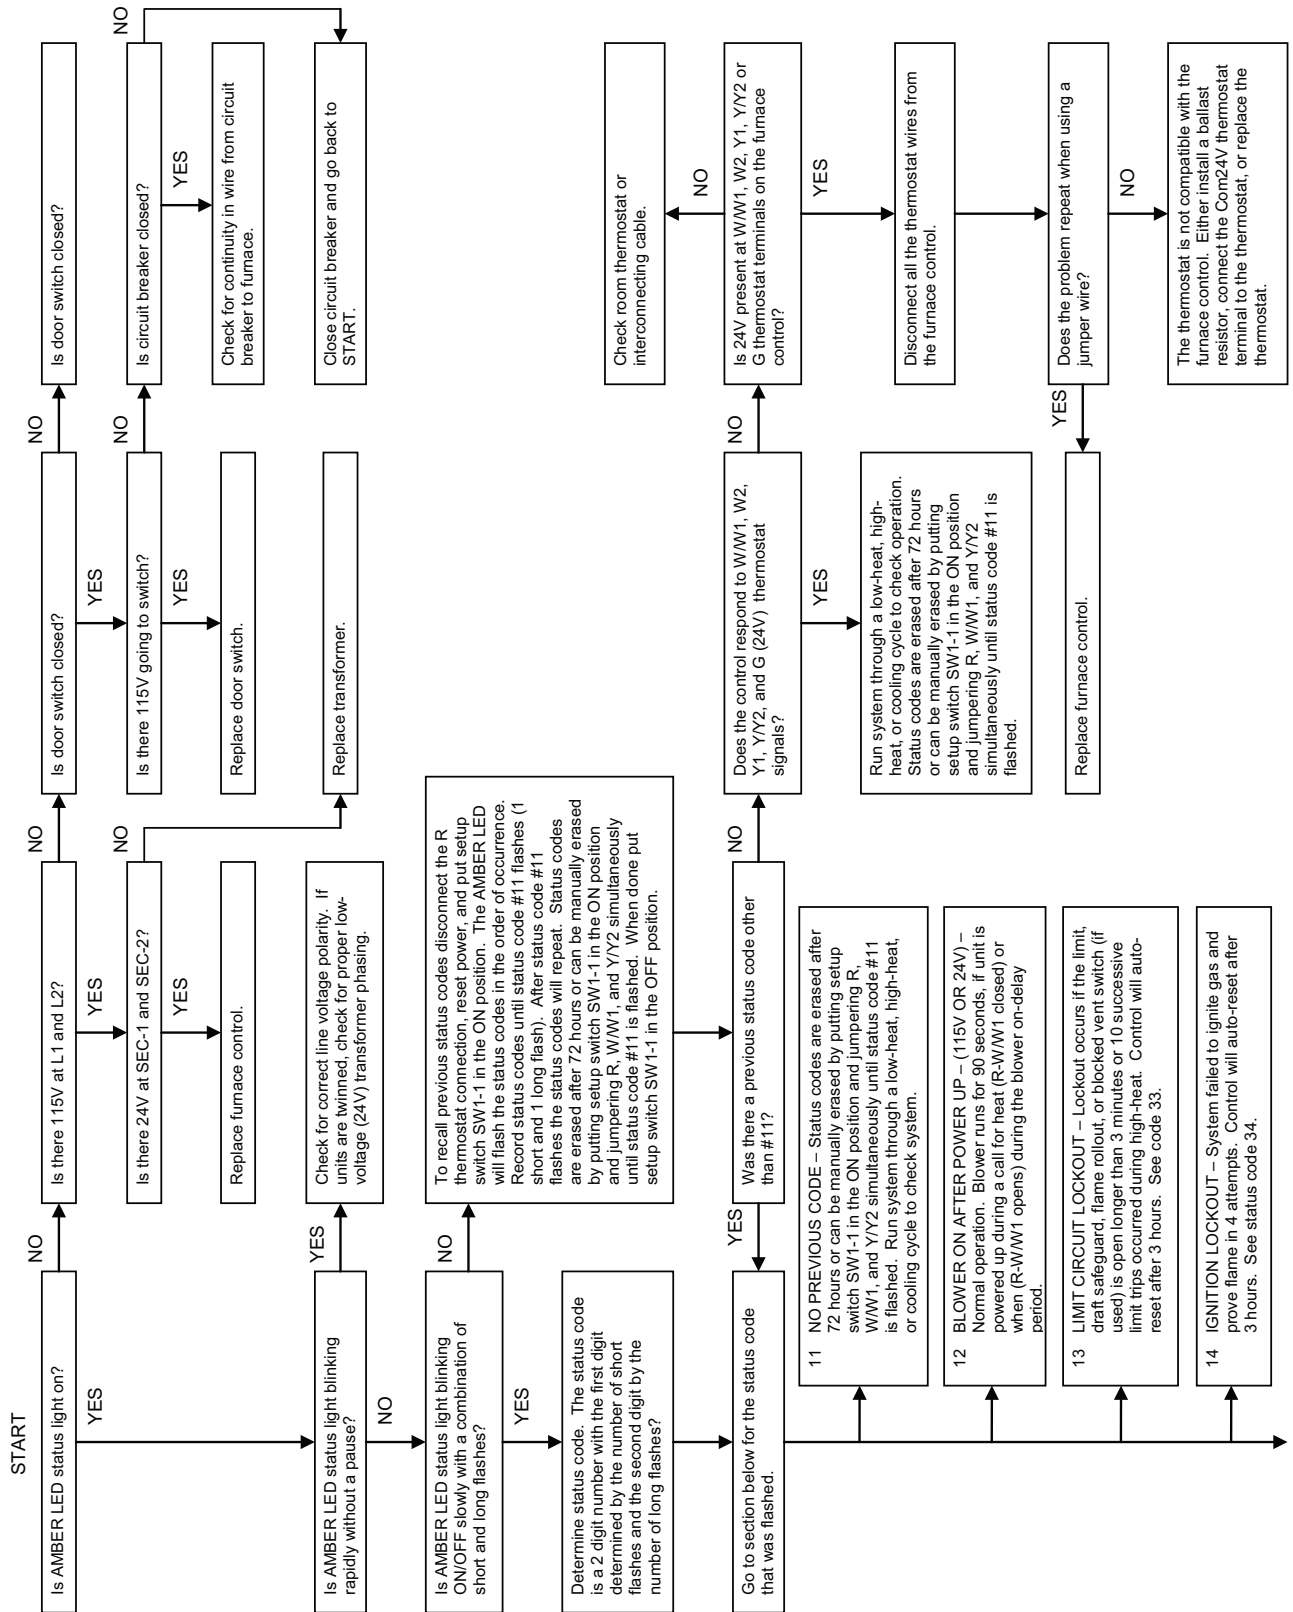 START
Is AMBER LED status light on?
NO
YES
Is there 115V at L1 and L2?
NO
YES
Is door switch closed?
NO
YES
Is door switch closed?
NO
Is there 24V at SEC-1 and SEC-2?
NO
YES
Is there 115V going to switch?
NO
YES
Is circuit breaker closed?
YES
Replace furnace control.
Replace door switch.
Check for continuity in wire from circuit
breaker to furnace.
Is AMBER LED status light blinking
rapidly without a pause?
YES
NO
Check for correct line voltage polarity. If
units are twinned, check for proper low-
voltage (24V) transformer phasing.
Replace transformer.
Close circuit breaker and go back to
START.
Is AMBER LED status light blinking
ON/OFF slowly with a combination of
short and long flashes?
NO
YES
To recall previous status codes disconnect the R
thermostat connection, reset power, and put setup
switch SW1-1 in the ON position. The AMBER LED
will flash the status codes in the order of occurrence.
Record status codes until status code #11 flashes (1
short and 1 long flash). After status code #11
flashes the status codes will repeat. Status codes
are erased after 72 hours or can be manually erased
by putting setup switch SW1-1 in the ON position
and jumpering R, W/W1, and Y/Y2 simultaneously
until status code #11 is flashed. When done put
setup switch SW1-1 in the OFF position.
Determine status code. The status code
is a 2 digit number with the first digit
determined by the number of short
flashes and the second digit by the
number of long flashes?
Check room thermostat or
interconnecting cable.
NO
Go to section below for the status code
that was flashed.
YES
Was there a previous status code other
than #11?
NO
Does the control respond to W/W1, W2,
Y1, Y/Y2, and G (24V) thermostat
signals?
NO
YES
Is 24V present at W/W1, W2, Y1, Y/Y2 or
G thermostat terminals on the furnace
control?
YES
11 NO PREVIOUS CODE – Status codes are erased after
72 hours or can be manually erased by putting setup
switch SW1-1 in the ON position and jumpering R,
W/W1, and Y/Y2 simultaneously until status code #11
is flashed. Run system through a low-heat, high-heat,
or cooling cycle to check system.
Run system through a low-heat, high-
heat, or cooling cycle to check operation.
Status codes are erased after 72 hours
or can be manually erased by putting
setup switch SW1-1 in the ON position
and jumpering R, W/W1, and Y/Y2
simultaneously until status code #11 is
flashed.
Disconnect all the thermostat wires from
the furnace control.
12 BLOWER ON AFTER POWER UP – (115V OR 24V) –
Normal operation. Blower runs for 90 seconds, if unit is
powered up during a call for heat (R-W/W1 closed) or
when (R-W/W1 opens) during the blower on-delay
period.
Replace furnace control.
YES
Does the problem repeat when using a
jumper wire?
NO
13 LIMIT CIRCUIT LOCKOUT – Lockout occurs if the limit,
draft safeguard, flame rollout, or blocked vent switch (if
used) is open longer than 3 minutes or 10 successive
limit trips occurred during high-heat. Control will auto-
reset after 3 hours. See code 33.
The thermostat is not compatible with the
furnace control. Either install a ballast
resistor, connect the Com24V thermostat
terminal to the thermostat, or replace the
thermostat.
14 IGNITION LOCKOUT – System failed to ignite gas and
prove flame in 4 attempts. Control will auto-reset after
3 hours. See status code 34.